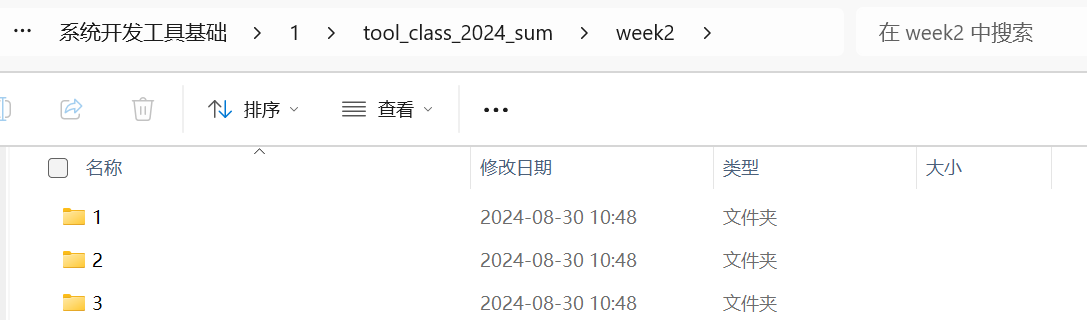 ··· 系统开发工具基础 > 1 > tool_class_2024_sum > week2 > 在 week2 中搜索
排序 查看 ···
名称 修改日期 类型 大小
1 2024-08-30 10:48 文件夹
2 2024-08-30 10:48 文件夹
3 2024-08-30 10:48 文件夹